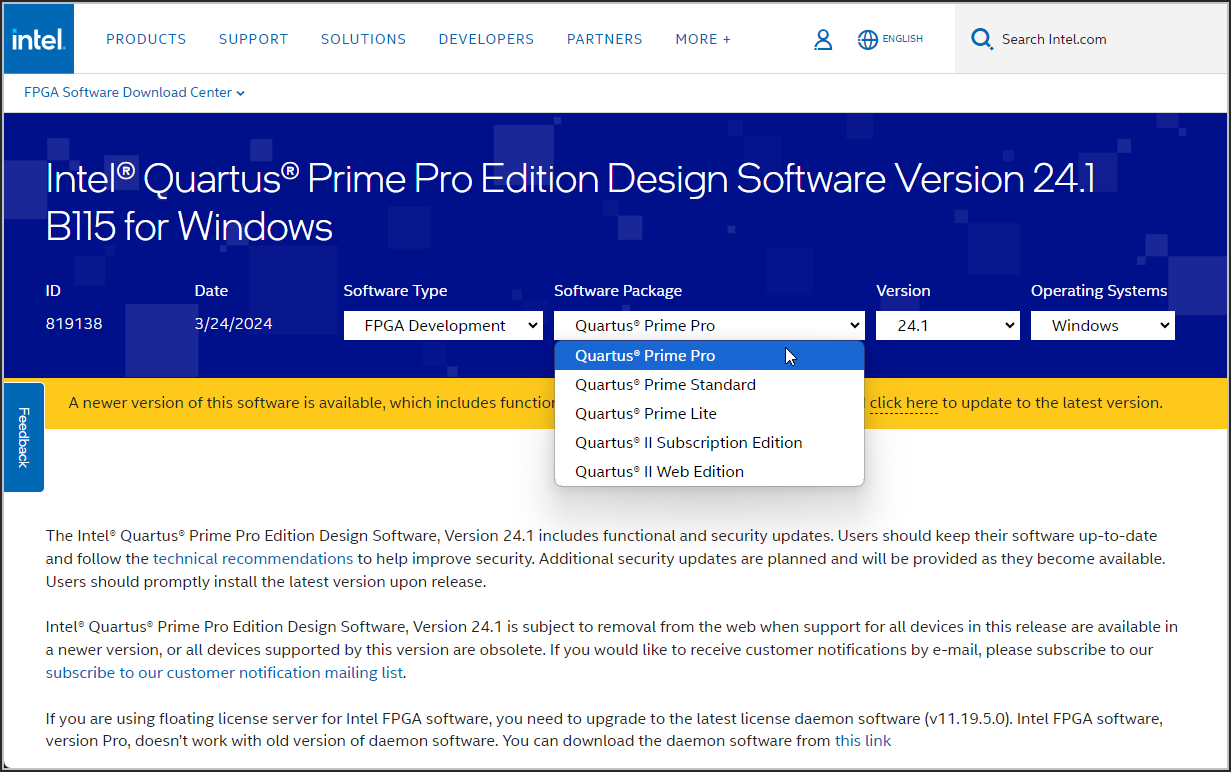 intel.
PRODUCTS SUPPORT SOLUTIONS DEVELOPERS PARTNERS MORE +
ENGLISH
Search Intel.com
FPGA Software Download Center
Intel® Quartus® Prime Pro Edition Design Software Version 24.1
B115 for Windows
ID Date Software Type Software Package Version Operating Systems
819138 3/24/2024 FPGA Development Quartus® Prime Pro 24.1 Windows
Quartus® Prime Pro
Quartus® Prime Standard
Quartus® Prime Lite
Quartus® II Subscription Edition
Quartus® II Web Edition
A newer version of this software is available, which includes click here to update to the latest version.
Feedback
The Intel® Quartus® Prime Pro Edition Design Software, Version 24.1 includes functional and security updates. Users should keep their software up-to-date
and follow the technical recommendations to help improve security. Additional security updates are planned and will be provided as they become available.
Users should promptly install the latest version upon release.
Intel® Quartus® Prime Pro Edition Design Software, Version 24.1 is subject to removal from the web when support for all devices in this release are available in
a newer version, or all devices supported by this version are obsolete. If you would like to receive customer notifications by e-mail, please subscribe to our
subscribe to our customer notification mailing list.
If you are using floating license server for Intel FPGA software, you need to upgrade to the latest license daemon software (v11.19.5.0). Intel FPGA software,
version Pro, doesn't work with old version of daemon software. You can download the daemon software from this link